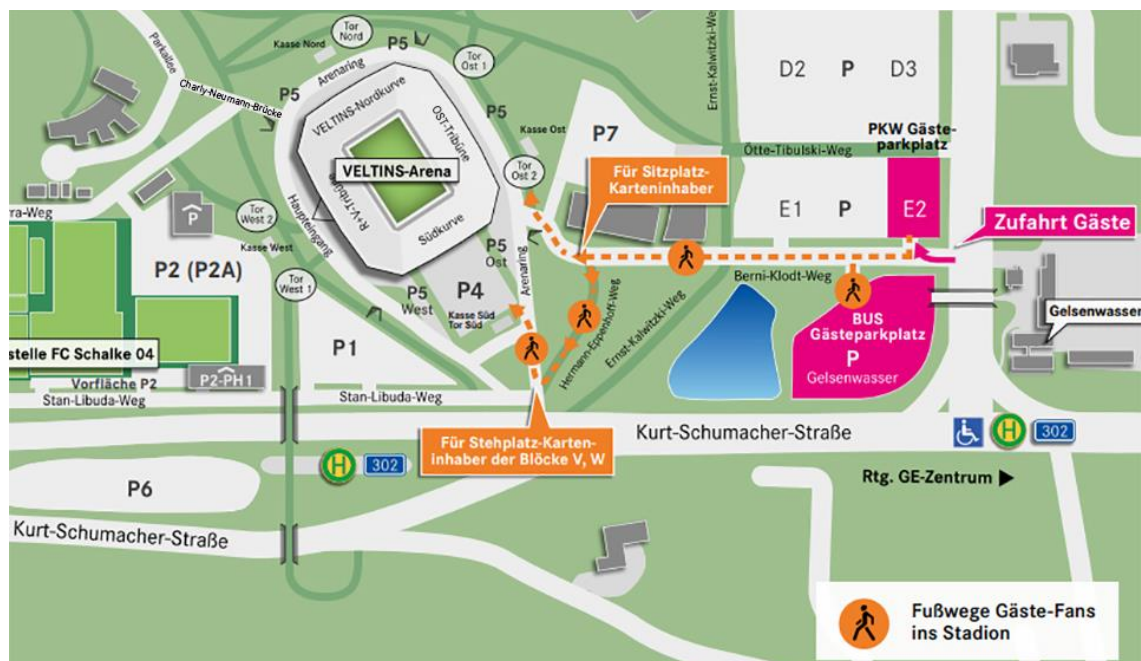 Parkallee
Charly-Neumann-Brücke
Kasse Nord
Tor
Nord
P5
Arenaring
Tor
Ost 1
P5
P5
VELTINS-Nordkurve
OST-Tribüne
VELTINS-Arena
R+V-Tribüne
Haupteingang
Südkurve
Kasse Ost
Tor
Ost 2
P7
Ernst-Kalwitzki-Weg
D2 P D3
PKW Gäste-
parkplatz
Ötte-Tibulski-Weg
Für Sitzplatz-
Karteninhaber
E1 P E2
Zufahrt Gäste
rra-Weg
P
Tor
West 2
Kasse West
P2 (P2A)
Tor
West 1
P5
Ost
Arenaring
P5
West
P4
Kasse Süd
Tor Süd
Berni-Klodt-Weg
Hermann-Eppenhoff-Weg
Ernst-Kalwitzki-Weg
BUS
Gästeparkplatz
P
Gelsenwasser
Gelsenwasser
stelle FC Schalke 04
P1
Vorfläche P2
P2-PH1
Stan-Libuda-Weg
Stan-Libuda-Weg
Für Stehplatz-Karten-
inhaber der Blöcke V, W
Kurt-Schumacher-Straße
H 302
H 302
Rtg. GE-Zentrum
P6
Kurt-Schumacher-Straße
Fußwege Gäste-Fans
ins Stadion